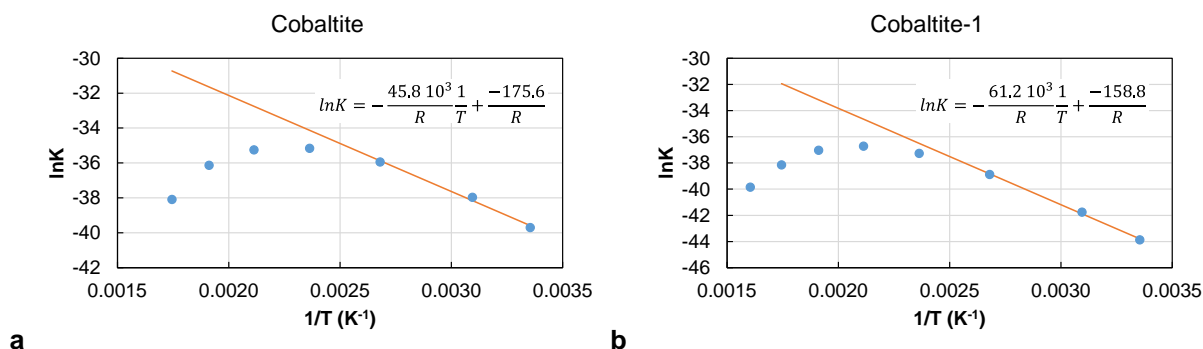 Cobaltite
-30
-32
-34
-36
-38
-40
-42
lnK
lnK = − 45.8 10³/R 1/T + −175.6/R
0.0015 0.0020 0.0025 0.0030 0.0035
1/T (K⁻¹)
a
Cobaltite-1
-30
-32
-34
-36
-38
-40
-42
-44
-46
lnK
lnK = − 61.2 10³/R 1/T + −158.8/R
0.0015 0.0020 0.0025 0.0030 0.0035
1/T (K⁻¹)
b